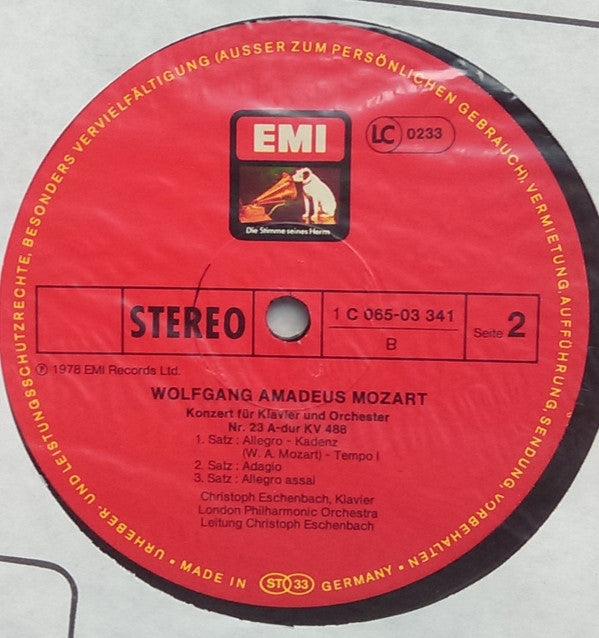 URHEBER- UND LEISTUNGSSCHUTZRECHTE, BESONDERS VERVIELFÄLTIGUNG (AUSSER ZUM PERSÖNLICHEN GEBRAUCH), VERMIETUNG, AUFFÜHRUNG, SENDUNG, VORBEHALTEN •
EMI
LC 0233
Die Stimme seines Herrn
STEREO
1 C 065-03 341
B
Seite 2
Ⓟ 1978 EMI Records Ltd.
WOLFGANG AMADEUS MOZART
Konzert für Klavier und Orchester
Nr. 23 A-dur KV 488
1. Satz : Allegro - Kadenz
(W. A. Mozart) - Tempo I
2. Satz : Adagio
3. Satz : Allegro assai
Christoph Eschenbach, Klavier
London Philharmonic Orchestra
Leitung Christoph Eschenbach
• MADE IN ST 33 GERMANY •